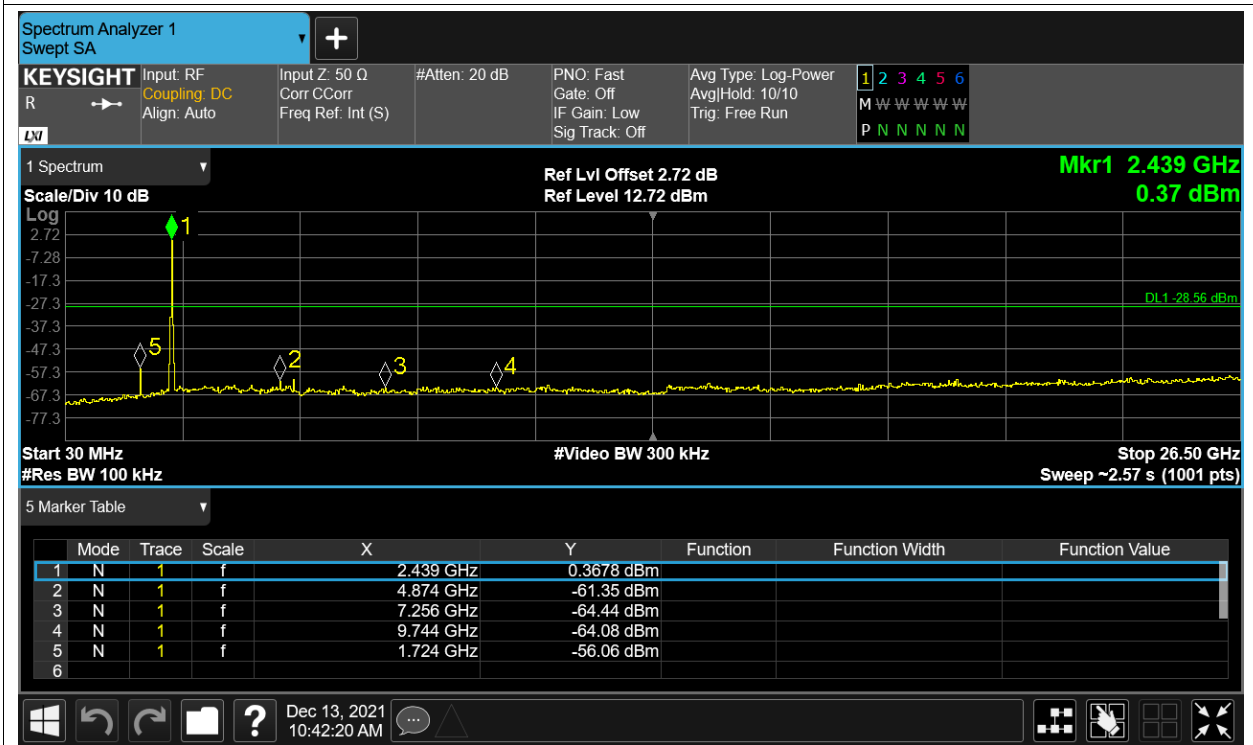 Spectrum Analyzer 1
Swept SA
KEYSIGHT Input: RF Input Z: 50 Ω #Atten: 20 dB PNO: Fast Avg Type: Log-Power 1 2 3 4 5 6
R Coupling: DC Corr CCorr Gate: Off Avg|Hold: 10/10 M W W W W W
Align: Auto Freq Ref: Int (S) IF Gain: Low Trig: Free Run
LXI Sig Track: Off P N N N N N
1 Spectrum Ref Lvl Offset 2.72 dB Mkr1 2.439 GHz
Scale/Div 10 dB Ref Level 12.72 dBm 0.37 dBm
Log
1
2.72
-7.28
-17.3
-27.3 DL1 -28.56 dBm
-37.3
-47.3 5
2 3 4
-57.3
-67.3
-77.3
Start 30 MHz #Video BW 300 kHz Stop 26.50 GHz
#Res BW 100 kHz Sweep ~2.57 s (1001 pts)
5 Marker Table
Mode Trace Scale X Y Function Function Width Function Value
1 N 1 f 2.439 GHz 0.3678 dBm
2 N 1 f 4.874 GHz -61.35 dBm
3 N 1 f 7.256 GHz -64.44 dBm
4 N 1 f 9.744 GHz -64.08 dBm
5 N 1 f 1.724 GHz -56.06 dBm
6
? Dec 13, 2021
10:42:20 AM